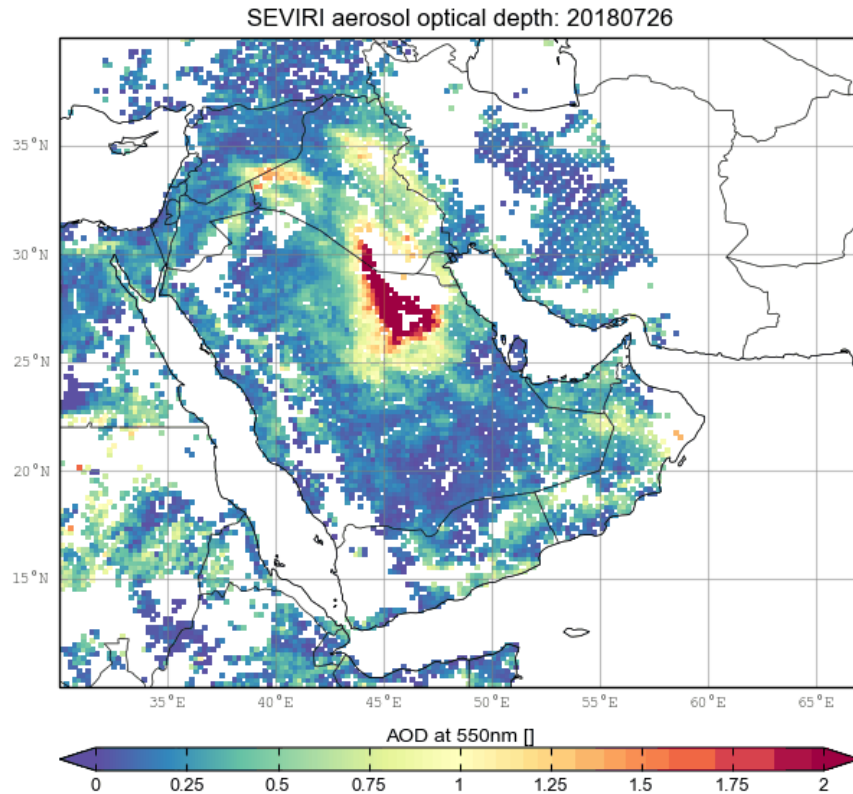 SEVIRI aerosol optical depth: 20180726
35°N
30°N
25°N
20°N
15°N
35°E 40°E 45°E 50°E 55°E 60°E 65°E
AOD at 550nm []
0 0.25 0.5 0.75 1 1.25 1.5 1.75 2